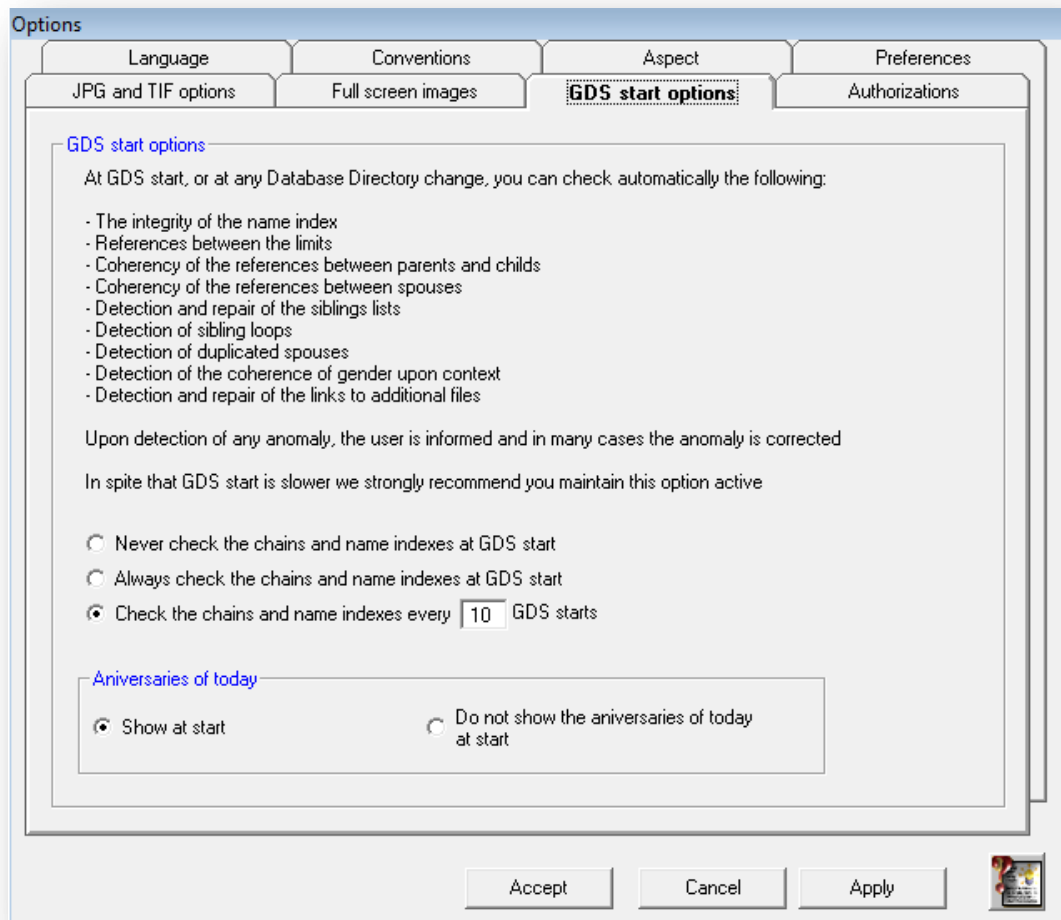 Options
Language
Conventions
Aspect
Preferences
JPG and TIF options
Full screen images
GDS start options
Authorizations
GDS start options
At GDS start, or at any Database Directory change, you can check automatically the following:
- The integrity of the name index
- References between the limits
- Coherency of the references between parents and childs
- Coherency of the references between spouses
- Detection and repair of the siblings lists
- Detection of sibling loops
- Detection of duplicated spouses
- Detection of the coherence of gender upon context
- Detection and repair of the links to additional files
Upon detection of any anomaly, the user is informed and in many cases the anomaly is corrected
In spite that GDS start is slower we strongly recommend you maintain this option active
Never check the chains and name indexes at GDS start
Always check the chains and name indexes at GDS start
Check the chains and name indexes every 10 GDS starts
Aniversaries of today
Show at start
Do not show the aniversaries of today
at start
Accept
Cancel
Apply